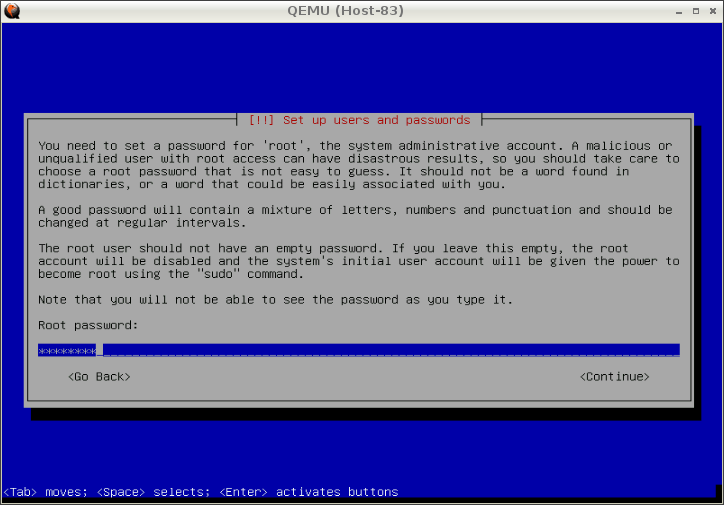 QEMU (Host-83)
[!!] Set up users and passwords
You need to set a password for 'root', the system administrative account. A malicious or
unqualified user with root access can have disastrous results, so you should take care to
choose a root password that is not easy to guess. It should not be a word found in
dictionaries, or a word that could be easily associated with you.
A good password will contain a mixture of letters, numbers and punctuation and should be
changed at regular intervals.
The root user should not have an empty password. If you leave this empty, the root
account will be disabled and the system's initial user account will be given the power to
become root using the "sudo" command.
Note that you will not be able to see the password as you type it.
Root password:
********
<Go Back> <Continue>
<Tab> moves; <Space> selects; <Enter> activates buttons